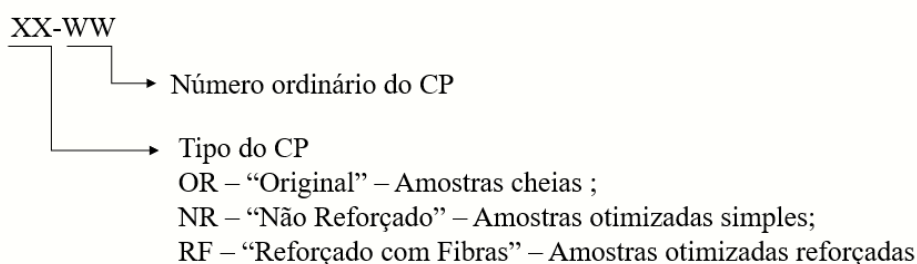 XX-WW
Número ordinário do CP
Tipo do CP
OR – “Original” – Amostras cheias ;
NR – “Não Reforçado” – Amostras otimizadas simples;
RF – “Reforçado com Fibras” – Amostras otimizadas reforçadas